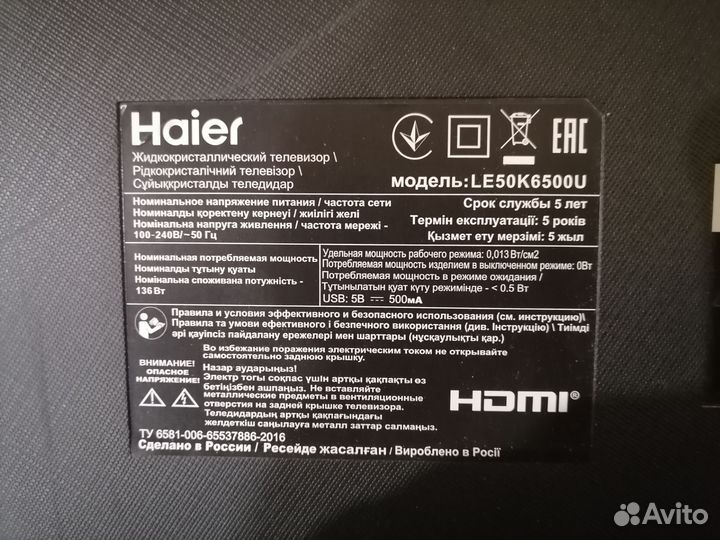 Haier
EAC
Жидкокристаллический телевизор \
Рідкокристалічний телевізор \
Сұйыққристалды теледидар
модель:LE50K6500U
Номинальное напряжение питания / частота сети
Номиналды қоректену кернеуі / жиілігі желі
Номінальна напруга живлення / частота мережі -
100-240В/~50 Гц
Срок службы 5 лет
Термін експлуатації: 5 років
Қызмет ету мерзімі: 5 жыл
Номинальная потребляемая мощность
Номиналды тұтыну қуаты
Номінальна споживана потужність -
136Вт
Удельная мощность рабочего режима: 0,013Вт/см2
Потребляемая мощность изделием в выключенном режиме: 0Вт
Потребляемая мощность в режиме ожидания /
Тұтынылатын қуат күту режимінде - < 0.5 Вт
USB: 5В ⎓ 500мА
Правила и условия эффективного и безопасного использования (см. инструкцию)\
Правила та умови ефективного і безпечного використання (див. Інструкцію) \ Тиімді
әрі қауіпсіз пайдалану ережелері мен шарттары (нұсқаулықты қар.)
ВНИМАНИЕ!
ОПАСНОЕ
НАПРЯЖЕНИЕ!
Во избежание поражения электрическим током не открывайте
самостоятельно заднюю крышку.
Назар аударыңыз!
Электр тогы соқпас үшін артқы қақпақты өз
бетіңізбен ашпаңыз. Не вставляйте
металлические предметы в вентиляционные
отверстия на задней крышке телевизора.
Теледидардың артқы қақпағындағы
желдеткіш саңылауға металл заттар салмаңыз.
HDMI®
ТУ 6581-006-65537886-2016
Сделано в России / Ресейде жасалған / Вироблено в Росії
Avito